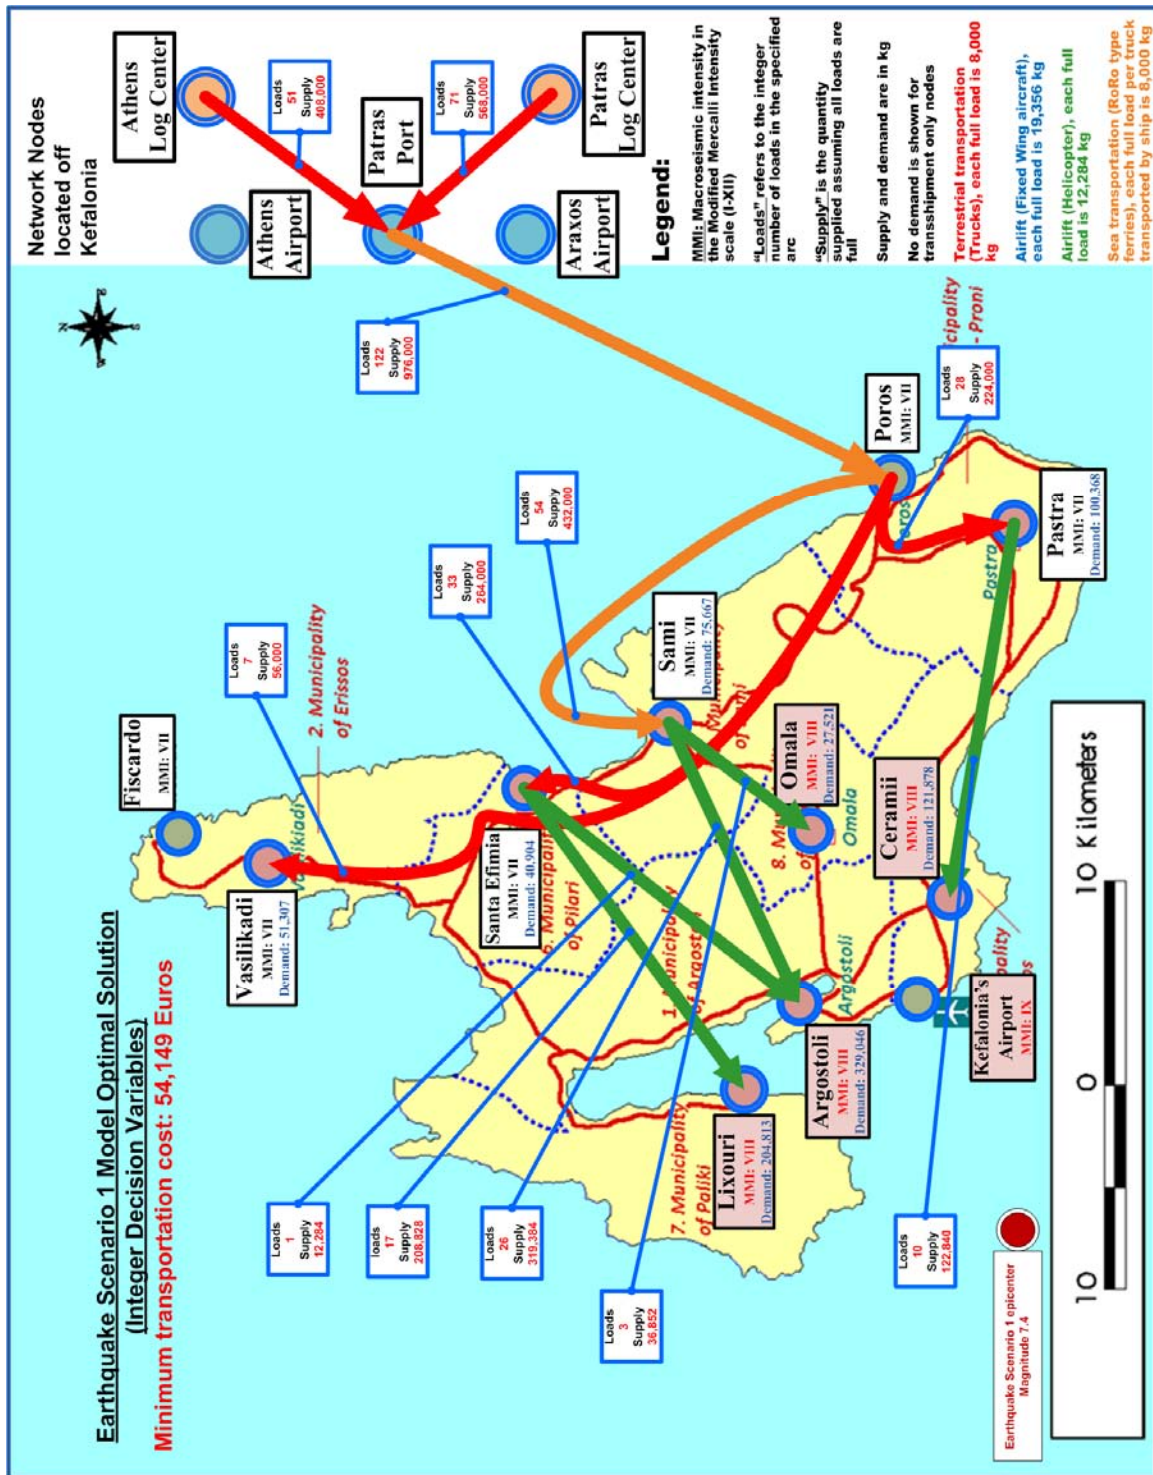 Earthquake Scenario 1 Model Optimal Solution
(Integer Decision Variables)
Minimum transportation cost: 54,149 Euros
Network Nodes
located off
Kefalonia
Athens
Log Center
Athens
Airport
Patras
Port
Araxos
Airport
Patras
Log Center
Loads
51
Supply
408,000
Loads
71
Supply
568,000
Loads
122
Supply
976,000
N
E
S
W
Legend:
MMI: Macroseismic intensity in
the Modified Mercalli Intensity
scale (I-XII)
"Loads" refers to the integer
number of loads in the specified
arc
"Supply" is the quantity
supplied assuming all loads are
full
Supply and demand are in kg
No demand is shown for
transshipment only nodes
Terrestrial transportation
(Trucks), each full load is 8,000
kg
Airlift (Fixed Wing aircraft),
each full load is 19,356 kg
Airlift (Helicopter), each full
load is 12,284 kg
Sea transportation (RoRo type
ferries), each full load per truck
transported by ship is 8,000 kg
Fiscardo
MMI: VII
Vasilikadi
MMI: VII
Demand: 51,307
2. Municipality
of Erissos
Loads
7
Supply
56,000
Loads
33
Supply
264,000
Loads
54
Supply
432,000
Santa Efimia
MMI: VII
Demand: 40,904
6. Municipality
of Pilari
Sami
MMI: VII
Demand: 75,667
Poros
MMI: VII
Loads
28
Supply
224,000
- Proni
Pastra
Pastra
MMI: VII
Demand: 100,368
Omala
MMI: VIII
Demand: 27,521
Omala
Ceramii
MMI: VIII
Demand: 121,878
1. Municipality
of Argostoli
Argostoli
Argostoli
MMI: VIII
Demand: 329,046
Kefalonia's
Airport
MMI: IX
7. Municipality
of Paliki
Lixouri
MMI: VIII
Demand: 204,813
Loads
1
Supply
12,284
loads
17
Supply
208,828
Loads
26
Supply
319,384
Loads
3
Supply
36,852
Loads
10
Supply
122,840
Earthquake Scenario 1 epicenter
Magnitude 7.4
10 0 10 Kilometers